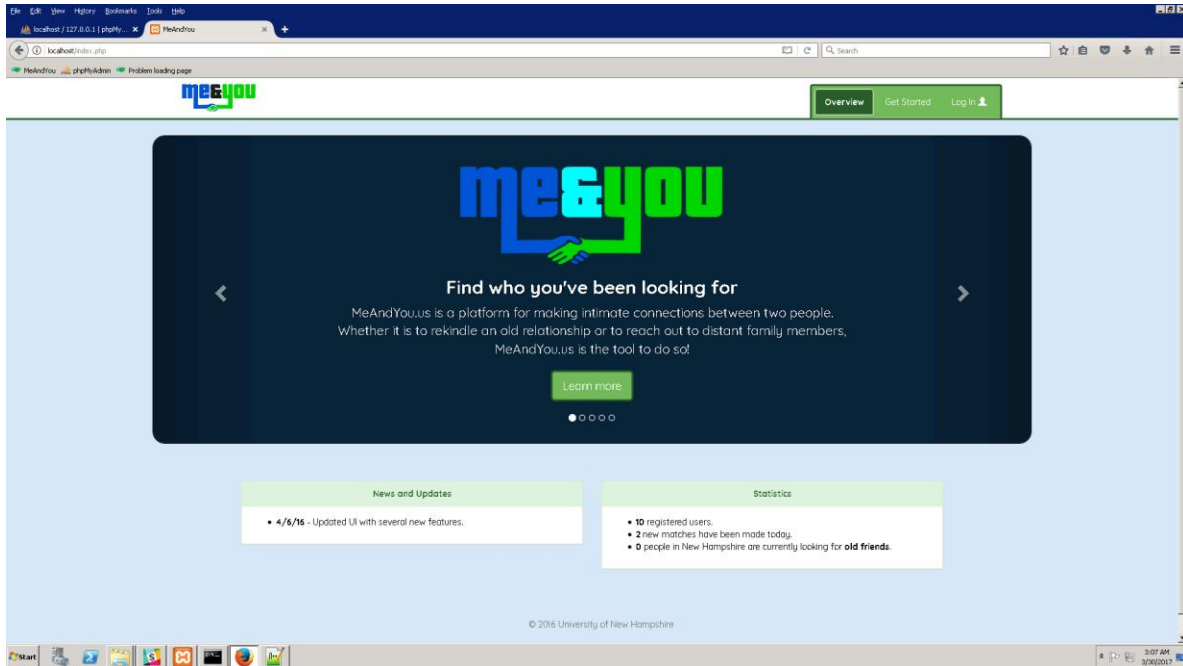 File Edit View History Bookmarks Tools Help
localhost / 127.0.0.1 | phpMy... MeAndYou
localhost/index.php Search
MeAndYou phpMyAdmin Problem loading page
me&you
Overview Get Started Log In
me&you
Find who you've been looking for
MeAndYou.us is a platform for making intimate connections between two people.
Whether it is to rekindle an old relationship or to reach out to distant family members,
MeAndYou.us is the tool to do so!
Learn more
News and Updates
• 4/6/16 - Updated UI with several new features.
Statistics
• 10 registered users.
• 2 new matches have been made today.
• 0 people in New Hampshire are currently looking for old friends.
© 2016 University of New Hampshire
Start
3:07 AM
3/30/2017